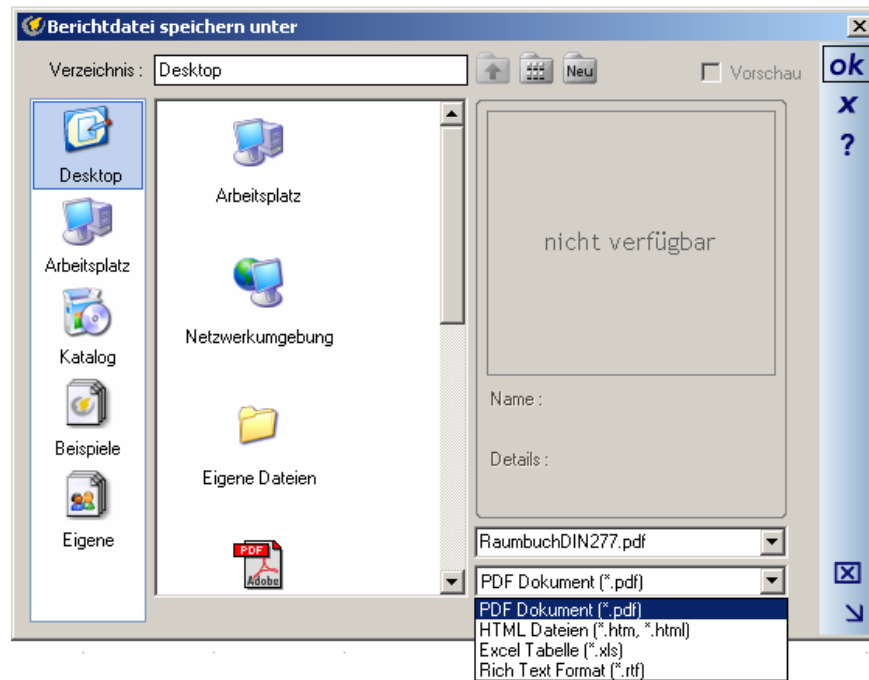 Berichtdatei speichern unter
Verzeichnis :
Desktop
Neu
Vorschau
ok
x
?
Desktop
Arbeitsplatz
Katalog
Beispiele
Eigene
Arbeitsplatz
Netzwerkumgebung
Eigene Dateien
PDF
Adobe
nicht verfügbar
Name :
Details :
RaumbuchDIN277.pdf
PDF Dokument (*.pdf)
PDF Dokument (*.pdf)
HTML Dateien (*.htm, *.html)
Excel Tabelle (*.xls)
Rich Text Format (*.rtf)